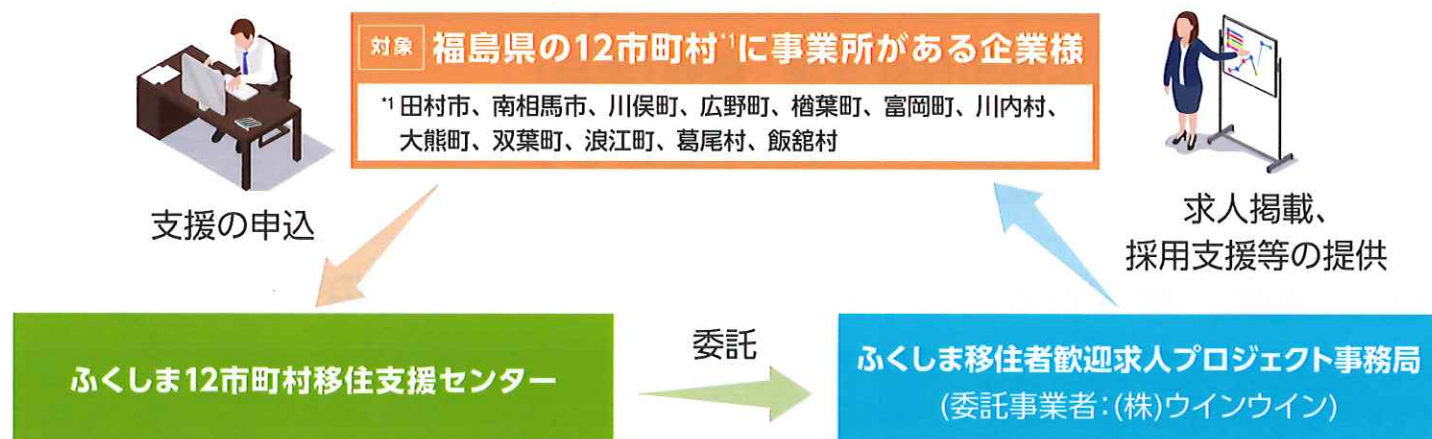 対象 福島県の12市町村*1に事業所がある企業様
*1 田村市、南相馬市、川俣町、広野町、楢葉町、富岡町、川内村、
大熊町、双葉町、浪江町、葛尾村、飯舘村
支援の申込
求人掲載、
採用支援等の提供
ふくしま12市町村移住支援センター
委託
ふくしま移住者歓迎求人プロジェクト事務局
(委託事業者:(株)ウインウイン)